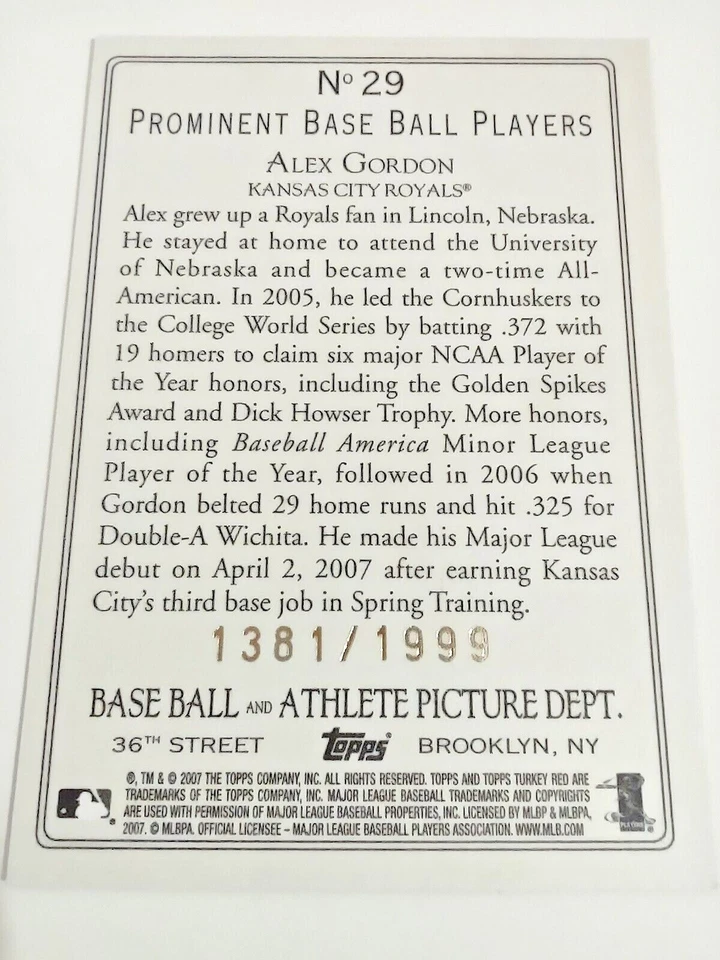 Nº 29
PROMINENT BASE BALL PLAYERS
ALEX GORDON
KANSAS CITY ROYALS®
Alex grew up a Royals fan in Lincoln, Nebraska.
He stayed at home to attend the University
of Nebraska and became a two-time All-
American. In 2005, he led the Cornhuskers to
the College World Series by batting .372 with
19 homers to claim six major NCAA Player of
the Year honors, including the Golden Spikes
Award and Dick Howser Trophy. More honors,
including Baseball America Minor League
Player of the Year, followed in 2006 when
Gordon belted 29 home runs and hit .325 for
Double-A Wichita. He made his Major League
debut on April 2, 2007 after earning Kansas
City's third base job in Spring Training.
1381/1999
BASE BALL AND ATHLETE PICTURE DEPT.
36TH STREET Topps® BROOKLYN, NY
®, TM & © 2007 THE TOPPS COMPANY, INC. ALL RIGHTS RESERVED. TOPPS AND TOPPS TURKEY RED ARE
TRADEMARKS OF THE TOPPS COMPANY, INC. MAJOR LEAGUE BASEBALL TRADEMARKS AND COPYRIGHTS
ARE USED WITH PERMISSION OF MAJOR LEAGUE BASEBALL PROPERTIES, INC. LICENSED BY MLBP & MLBPA,
2007. © MLBPA. OFFICIAL LICENSEE – MAJOR LEAGUE BASEBALL PLAYERS ASSOCIATION. WWW.MLB.COM
PLAYERS